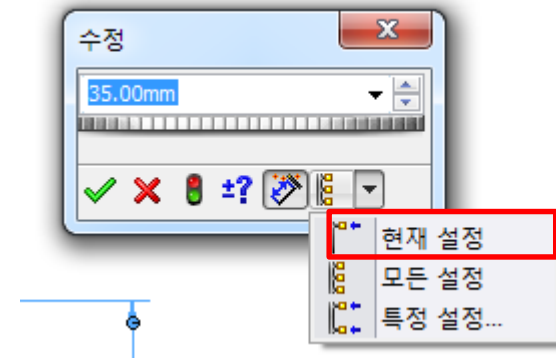 수정
35.00mm
±?
현재 설정
모든 설정
특정 설정...